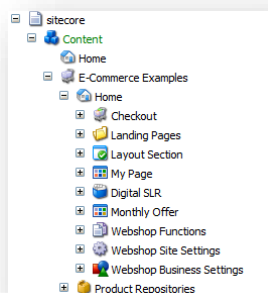 sitecore
Content
Home
E-Commerce Examples
Home
Checkout
Landing Pages
Layout Section
My Page
Digital SLR
Monthly Offer
Webshop Functions
Webshop Site Settings
Webshop Business Settings
Product Repositories